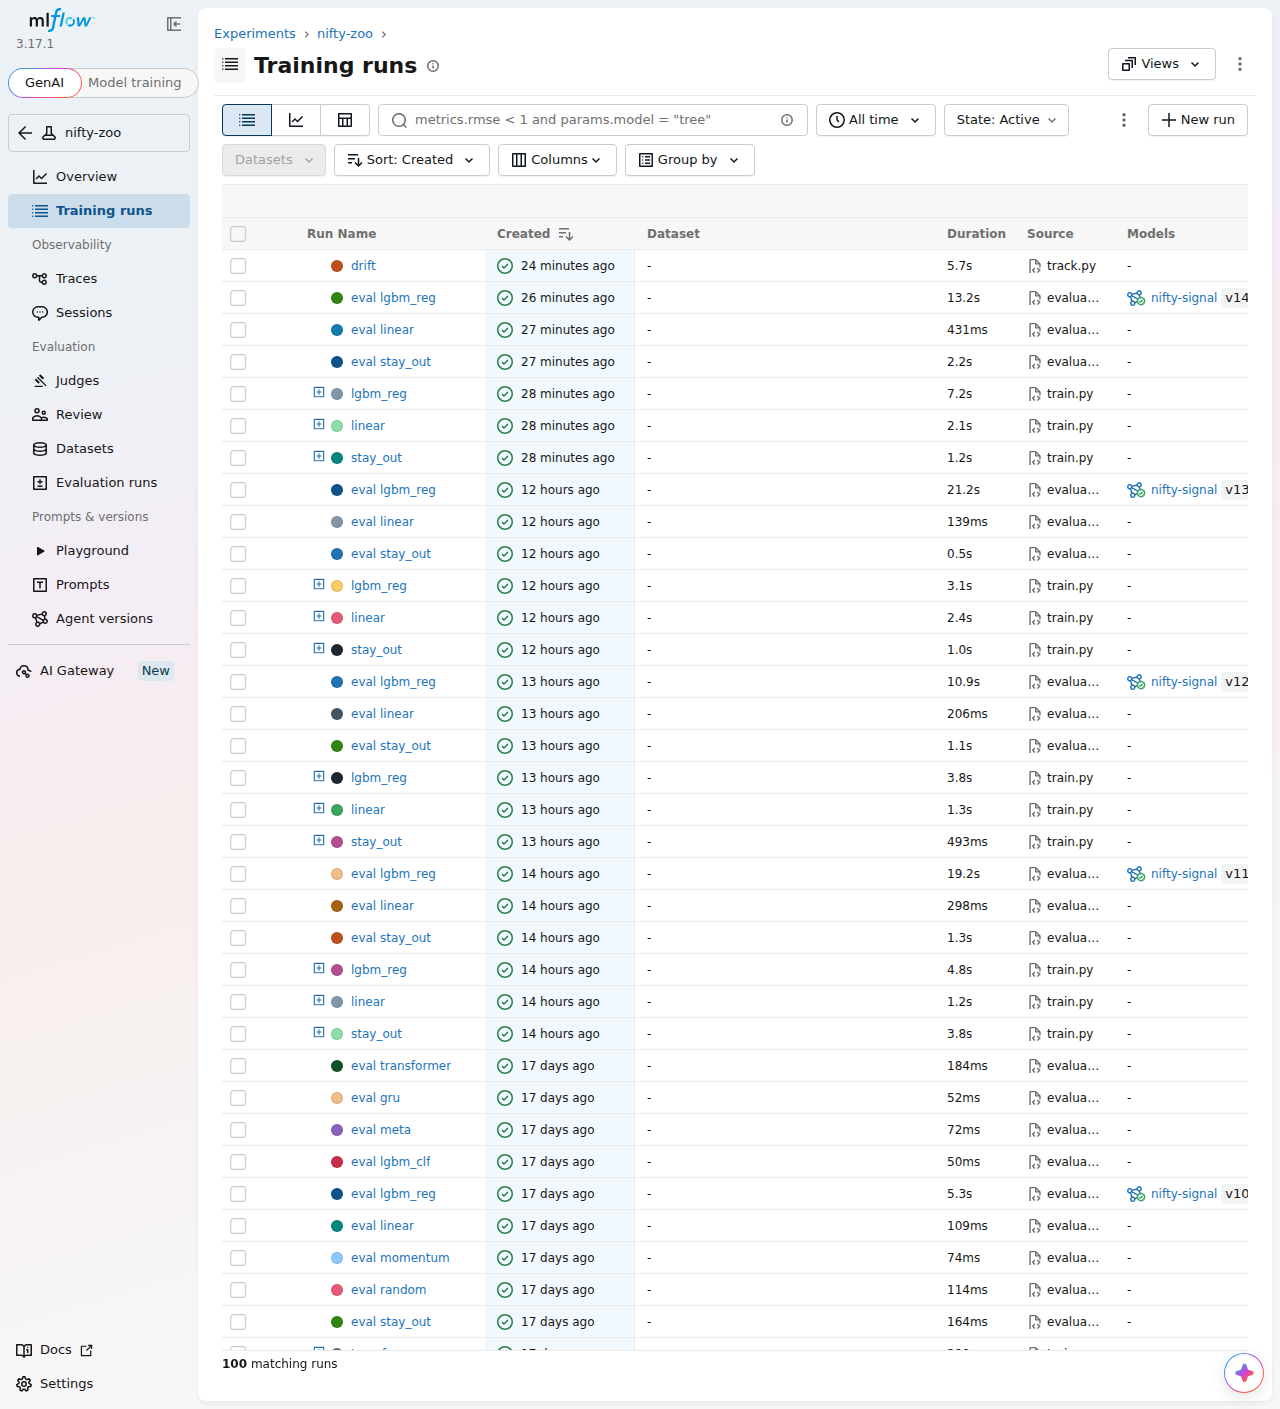 mlflow
3.17.1
GenAI
Model training
nifty-zoo
Overview
Training runs
Observability
Traces
Sessions
Evaluation
Judges
Review
Datasets
Evaluation runs
Prompts & versions
Playground
Prompts
Agent versions
AI Gateway New
Docs
Settings
Experiments › nifty-zoo ›
Training runs
Views
metrics.rmse < 1 and params.model = "tree"
All time
State: Active
New run
Datasets
Sort: Created
Columns
Group by
Run Name Created Dataset Duration Source Models
drift 24 minutes ago - 5.7s track.py -
eval lgbm_reg 26 minutes ago - 13.2s evalua... nifty-signal v14
eval linear 27 minutes ago - 431ms evalua... -
eval stay_out 27 minutes ago - 2.2s evalua... -
lgbm_reg 28 minutes ago - 7.2s train.py -
linear 28 minutes ago - 2.1s train.py -
stay_out 28 minutes ago - 1.2s train.py -
eval lgbm_reg 12 hours ago - 21.2s evalua... nifty-signal v13
eval linear 12 hours ago - 139ms evalua... -
eval stay_out 12 hours ago - 0.5s evalua... -
lgbm_reg 12 hours ago - 3.1s train.py -
linear 12 hours ago - 2.4s train.py -
stay_out 12 hours ago - 1.0s train.py -
eval lgbm_reg 13 hours ago - 10.9s evalua... nifty-signal v12
eval linear 13 hours ago - 206ms evalua... -
eval stay_out 13 hours ago - 1.1s evalua... -
lgbm_reg 13 hours ago - 3.8s train.py -
linear 13 hours ago - 1.3s train.py -
stay_out 13 hours ago - 493ms train.py -
eval lgbm_reg 14 hours ago - 19.2s evalua... nifty-signal v11
eval linear 14 hours ago - 298ms evalua... -
eval stay_out 14 hours ago - 1.3s evalua... -
lgbm_reg 14 hours ago - 4.8s train.py -
linear 14 hours ago - 1.2s train.py -
stay_out 14 hours ago - 3.8s train.py -
eval transformer 17 days ago - 184ms evalua... -
eval gru 17 days ago - 52ms evalua... -
eval meta 17 days ago - 72ms evalua... -
eval lgbm_clf 17 days ago - 50ms evalua... -
eval lgbm_reg 17 days ago - 5.3s evalua... nifty-signal v10
eval linear 17 days ago - 109ms evalua... -
eval momentum 17 days ago - 74ms evalua... -
eval random 17 days ago - 114ms evalua... -
eval stay_out 17 days ago - 164ms evalua... -
100 matching runs